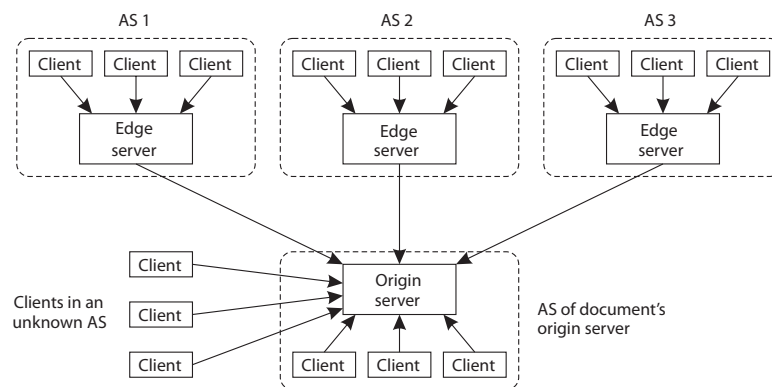 AS 1
AS 2
AS 3
Client Client Client
Client Client Client
Client Client Client
Edge
server
Edge
server
Edge
server
Client
Clients in an
unknown AS
Client
Client
Origin
server
Client Client Client
AS of document's
origin server